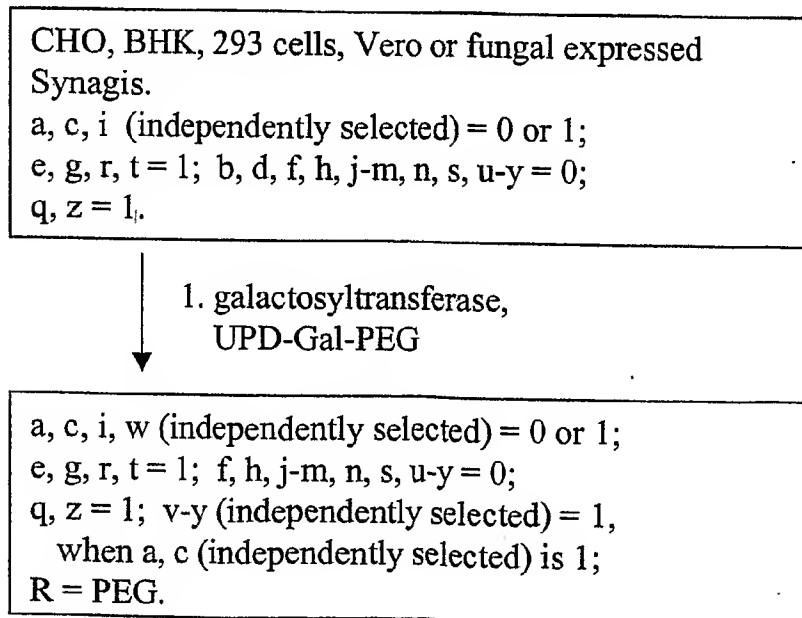 CHO, BHK, 293 cells, Vero or fungal expressed
Synagis.
a, c, i (independently selected) = 0 or 1;
e, g, r, t = 1; b, d, f, h, j-m, n, s, u-y = 0;
q, z = 1.
1. galactosyltransferase,
UPD-Gal-PEG
a, c, i, w (independently selected) = 0 or 1;
e, g, r, t = 1; f, h, j-m, n, s, u-y = 0;
q, z = 1; v-y (independently selected) = 1,
when a, c (independently selected) is 1;
R = PEG.